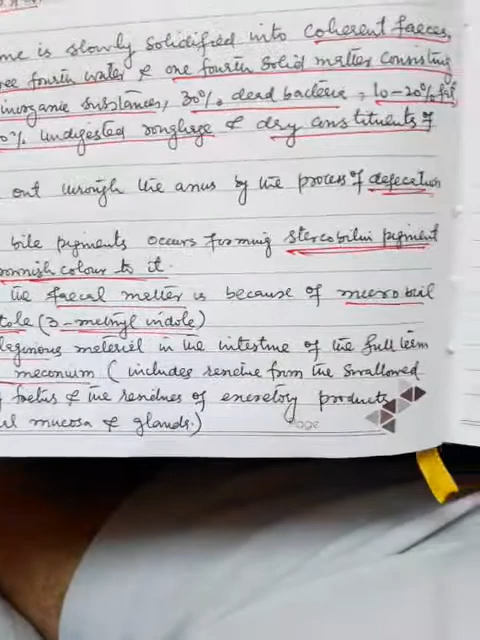 me is slowly solidified into coherent faeces,
ee fourth water & one fourth solid matter consisting
inorganic substances, 30% dead bacteria, 10-20% fat,
0% undigested roughage & dry constituents of
out through the anus by the process of defecation
bile pigments occurs forming stercobilin pigment
ownish colour to it.
the faecal matter is because of microbial
tole (3-methyl indole)
laginous material in the intestine of the full term
meconium (includes residue from the swallowed
foetus & the residues of excretory products
al mucosa & glands.)
Page